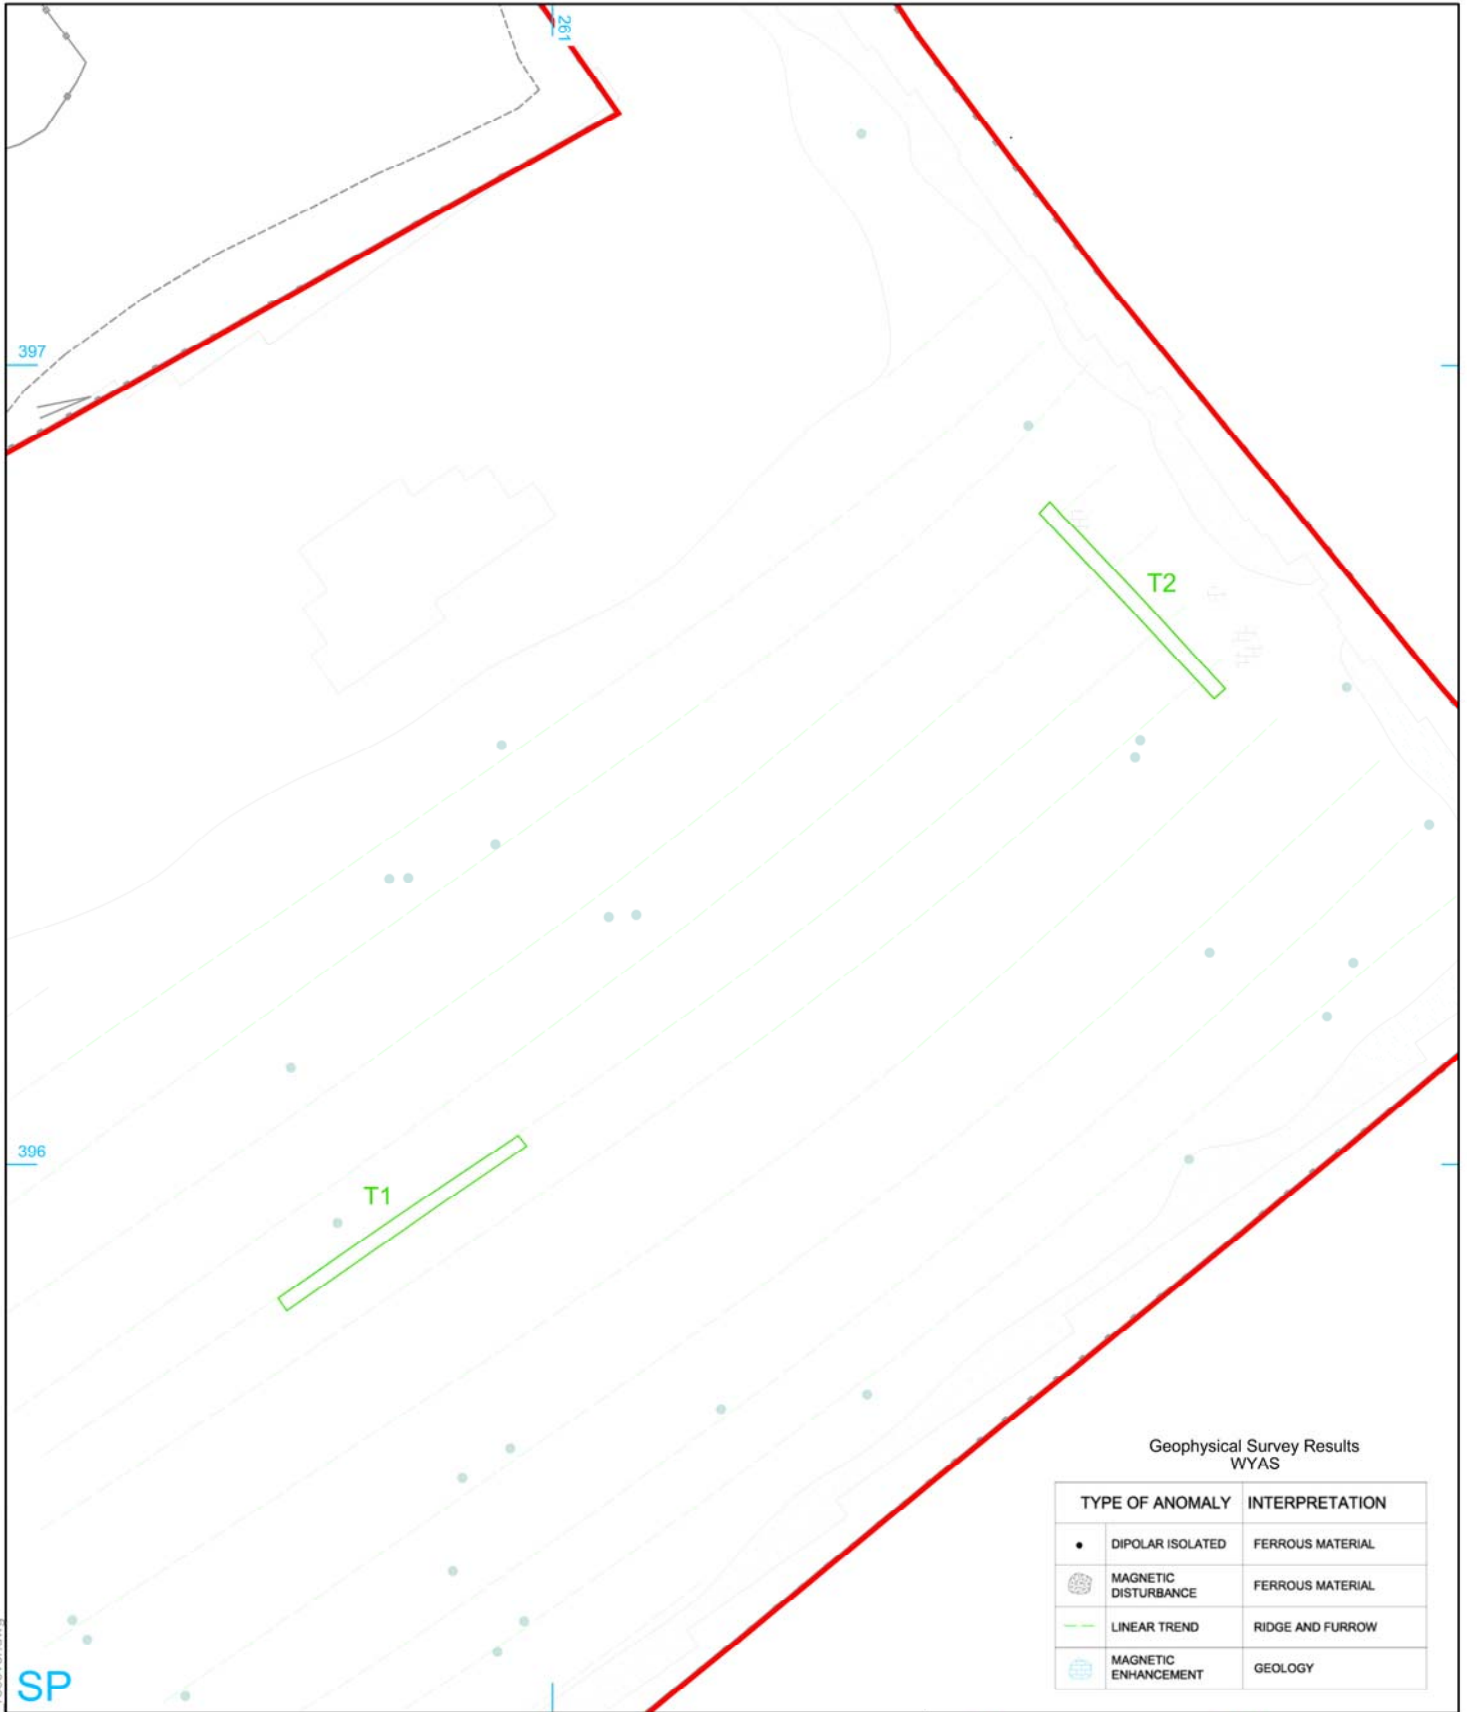 261
397
T2
396
T1
Geophysical Survey Results
WYAS
TYPE OF ANOMALY INTERPRETATION
DIPOLAR ISOLATED FERROUS MATERIAL
MAGNETIC
DISTURBANCE FERROUS MATERIAL
LINEAR TREND RIDGE AND FURROW
MAGNETIC
ENHANCEMENT GEOLOGY
SP